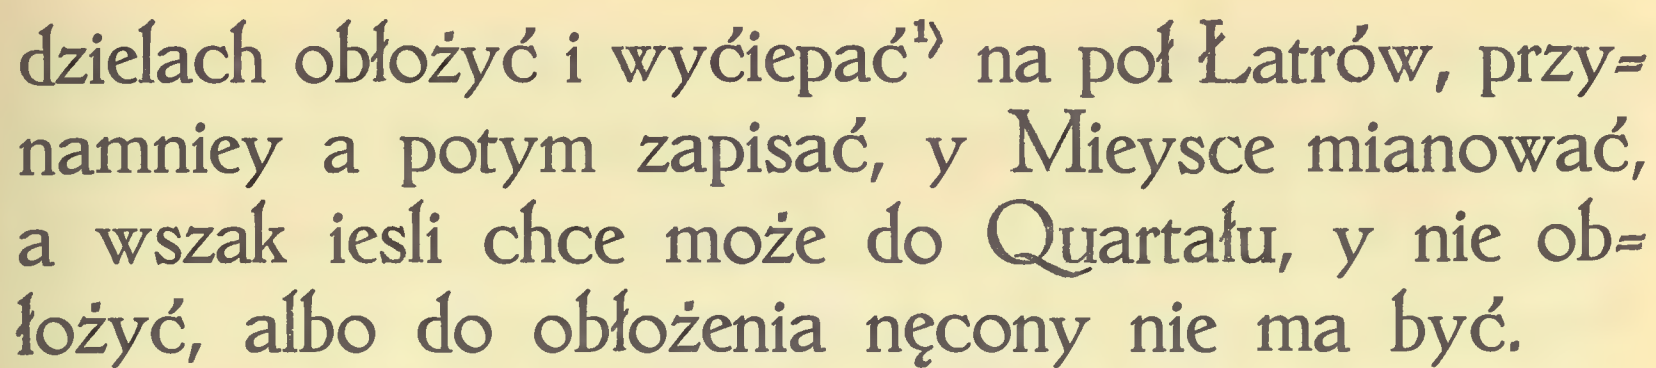 dzielach obłożyć i wyćiepać¹) na poł Łatrów, przy=
namniey a potym zapisać, y Mieysce mianować,
a wszak iesli chce może do Quartału, y nie ob=
łożyć, albo do obłożenia nęcony nie ma być.